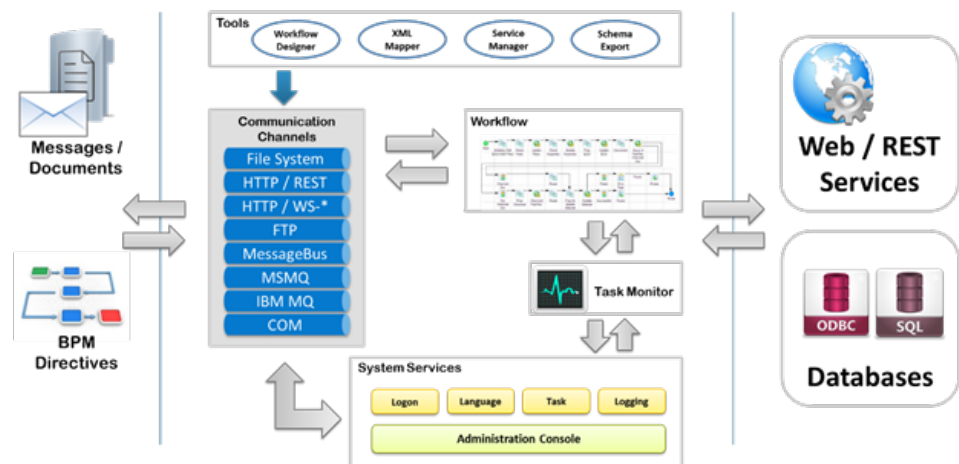 Tools
Workflow
Designer
XML
Mapper
Service
Manager
Schema
Export
Messages /
Documents
BPM
Directives
Communication
Channels
File System
HTTP / REST
HTTP / WS-*
FTP
MessageBus
MSMQ
IBM MQ
COM
Workflow
Task Monitor
System Services
Logon
Language
Task
Logging
Administration Console
Web / REST
Services
ODBC
SQL
Databases